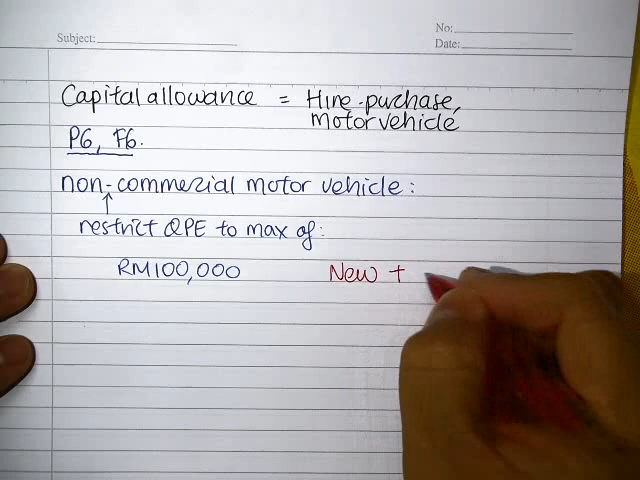 Subject:
No:
Date:
Capital allowance = Hire-purchase,
motor vehicle
P6, F6.
non-commercial motor vehicle:
restrict QPE to max of:
RM100,000 New +